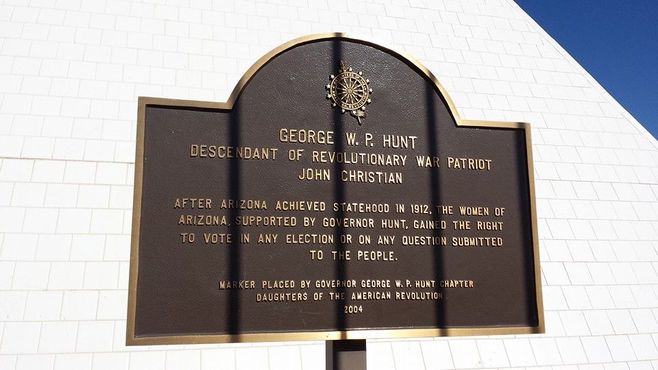 GEORGE W. P. HUNT
DESCENDANT OF REVOLUTIONARY WAR PATRIOT
JOHN CHRISTIAN
AFTER ARIZONA ACHIEVED STATEHOOD IN 1912, THE WOMEN OF
ARIZONA, SUPPORTED BY GOVERNOR HUNT, GAINED THE RIGHT
TO VOTE IN ANY ELECTION OR ON ANY QUESTION SUBMITTED
TO THE PEOPLE.
MARKER PLACED BY GOVERNOR GEORGE W. P. HUNT CHAPTER
DAUGHTERS OF THE AMERICAN REVOLUTION
2004